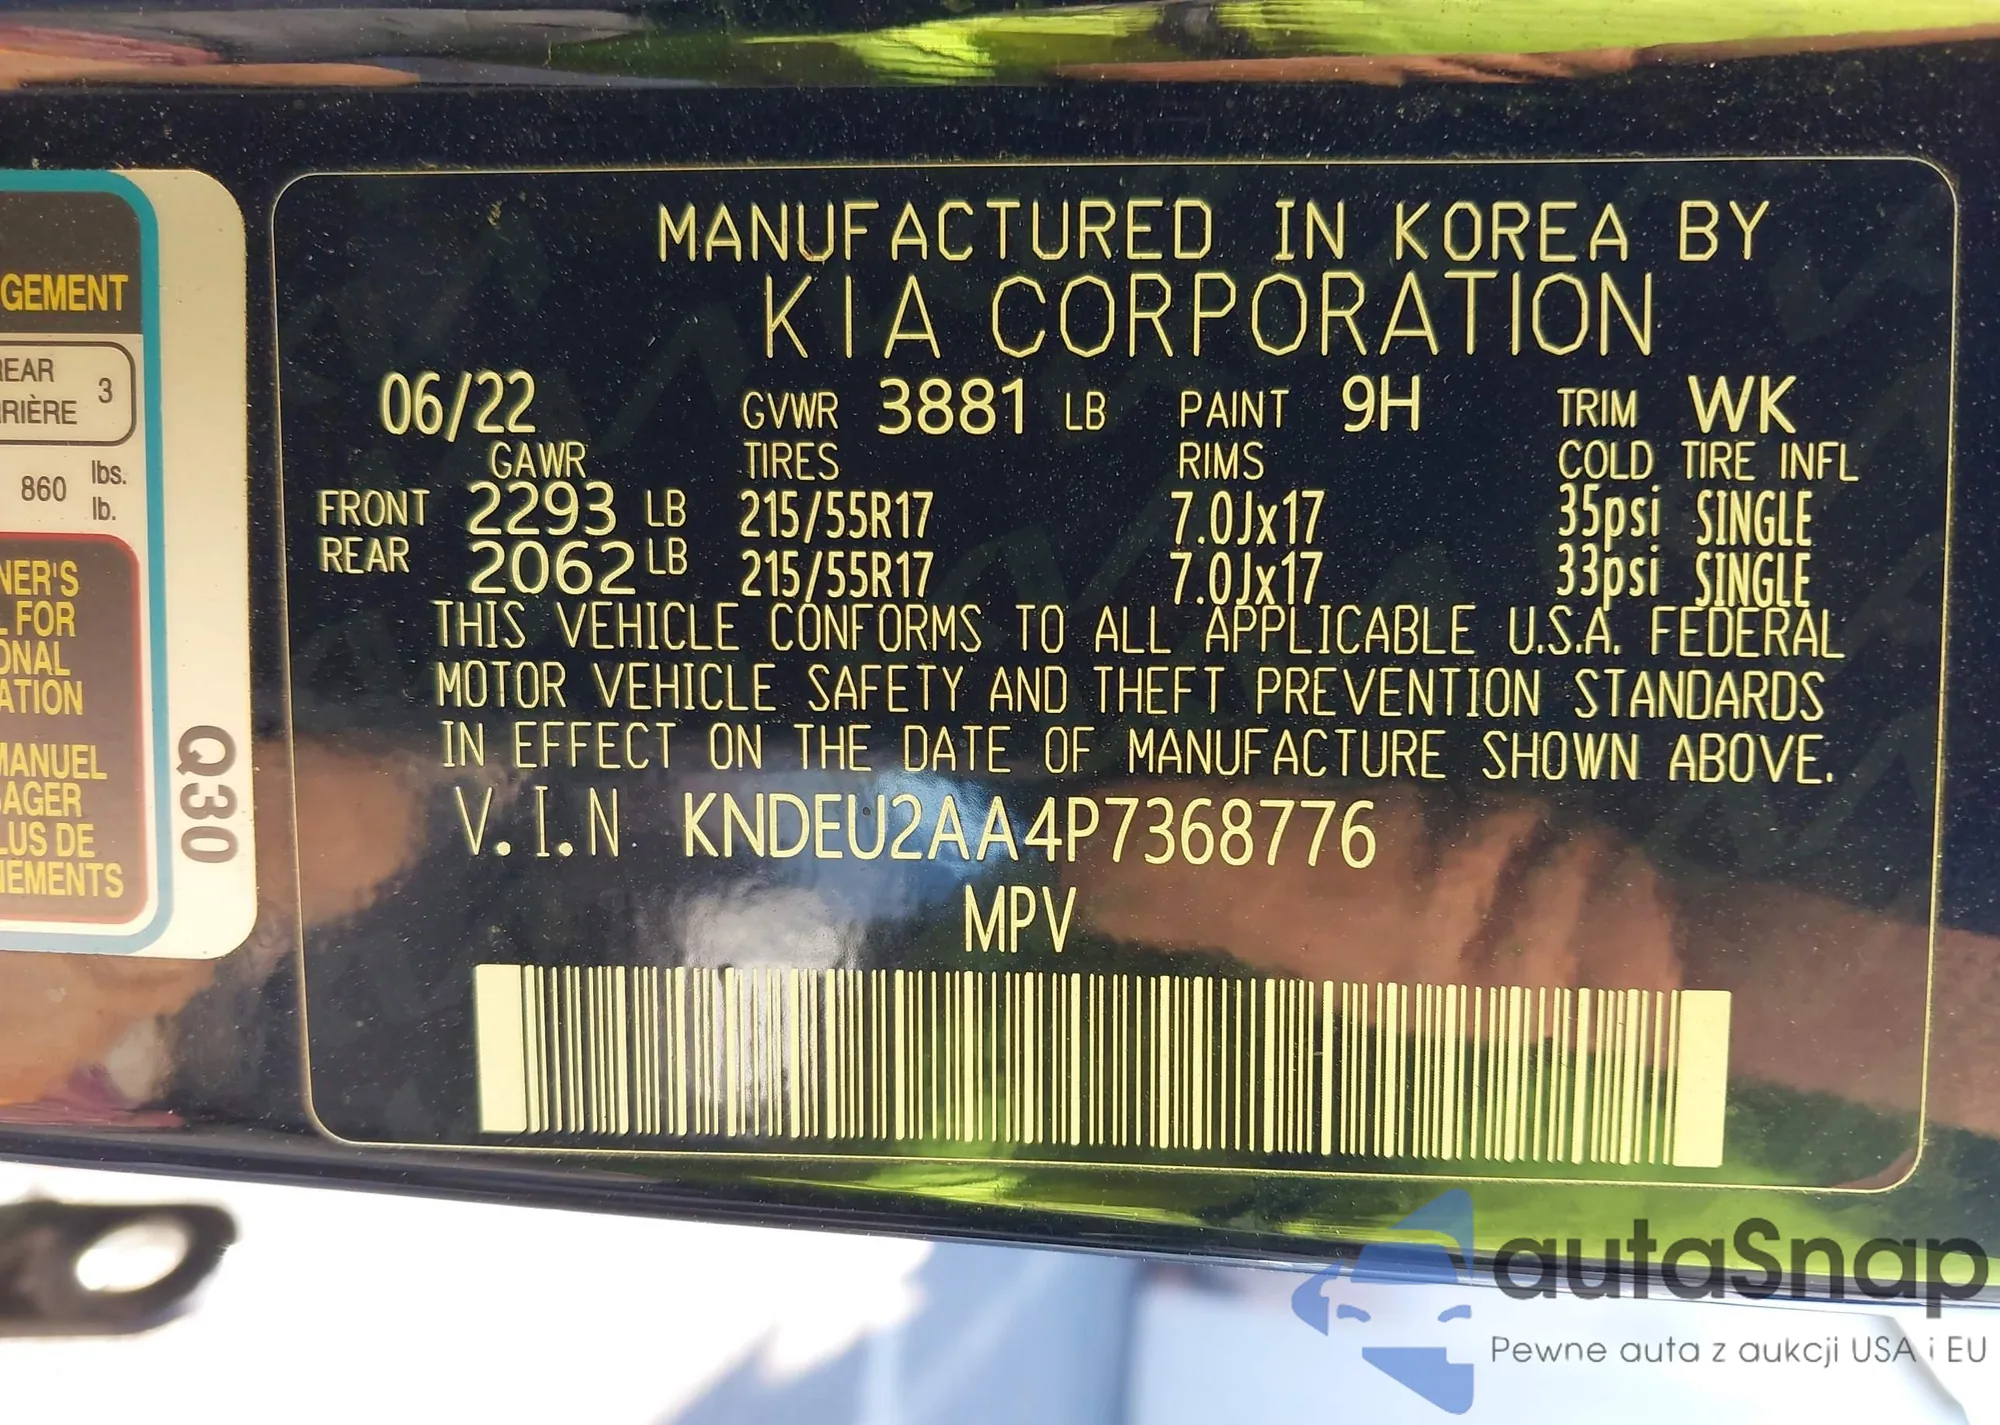 GEMENT
REAR 3
RIÈRE
860 lbs.
lb.
NER'S
L FOR
ONAL
ATION
MANUEL
SAGER
LUS DE
NEMENTS
Q30
MANUFACTURED IN KOREA BY
KIA CORPORATION
06/22 GVWR 3881 LB PAINT 9H TRIM WK
GAWR TIRES RIMS COLD TIRE INFL
FRONT 2293 LB 215/55R17 7.0Jx17 35psi SINGLE
REAR 2062 LB 215/55R17 7.0Jx17 33psi SINGLE
THIS VEHICLE CONFORMS TO ALL APPLICABLE U.S.A. FEDERAL
MOTOR VEHICLE SAFETY AND THEFT PREVENTION STANDARDS
IN EFFECT ON THE DATE OF MANUFACTURE SHOWN ABOVE.
V.I.N KNDEU2AA4P7368776
MPV
autaSnap
Pewne auta z aukcji USA i EU